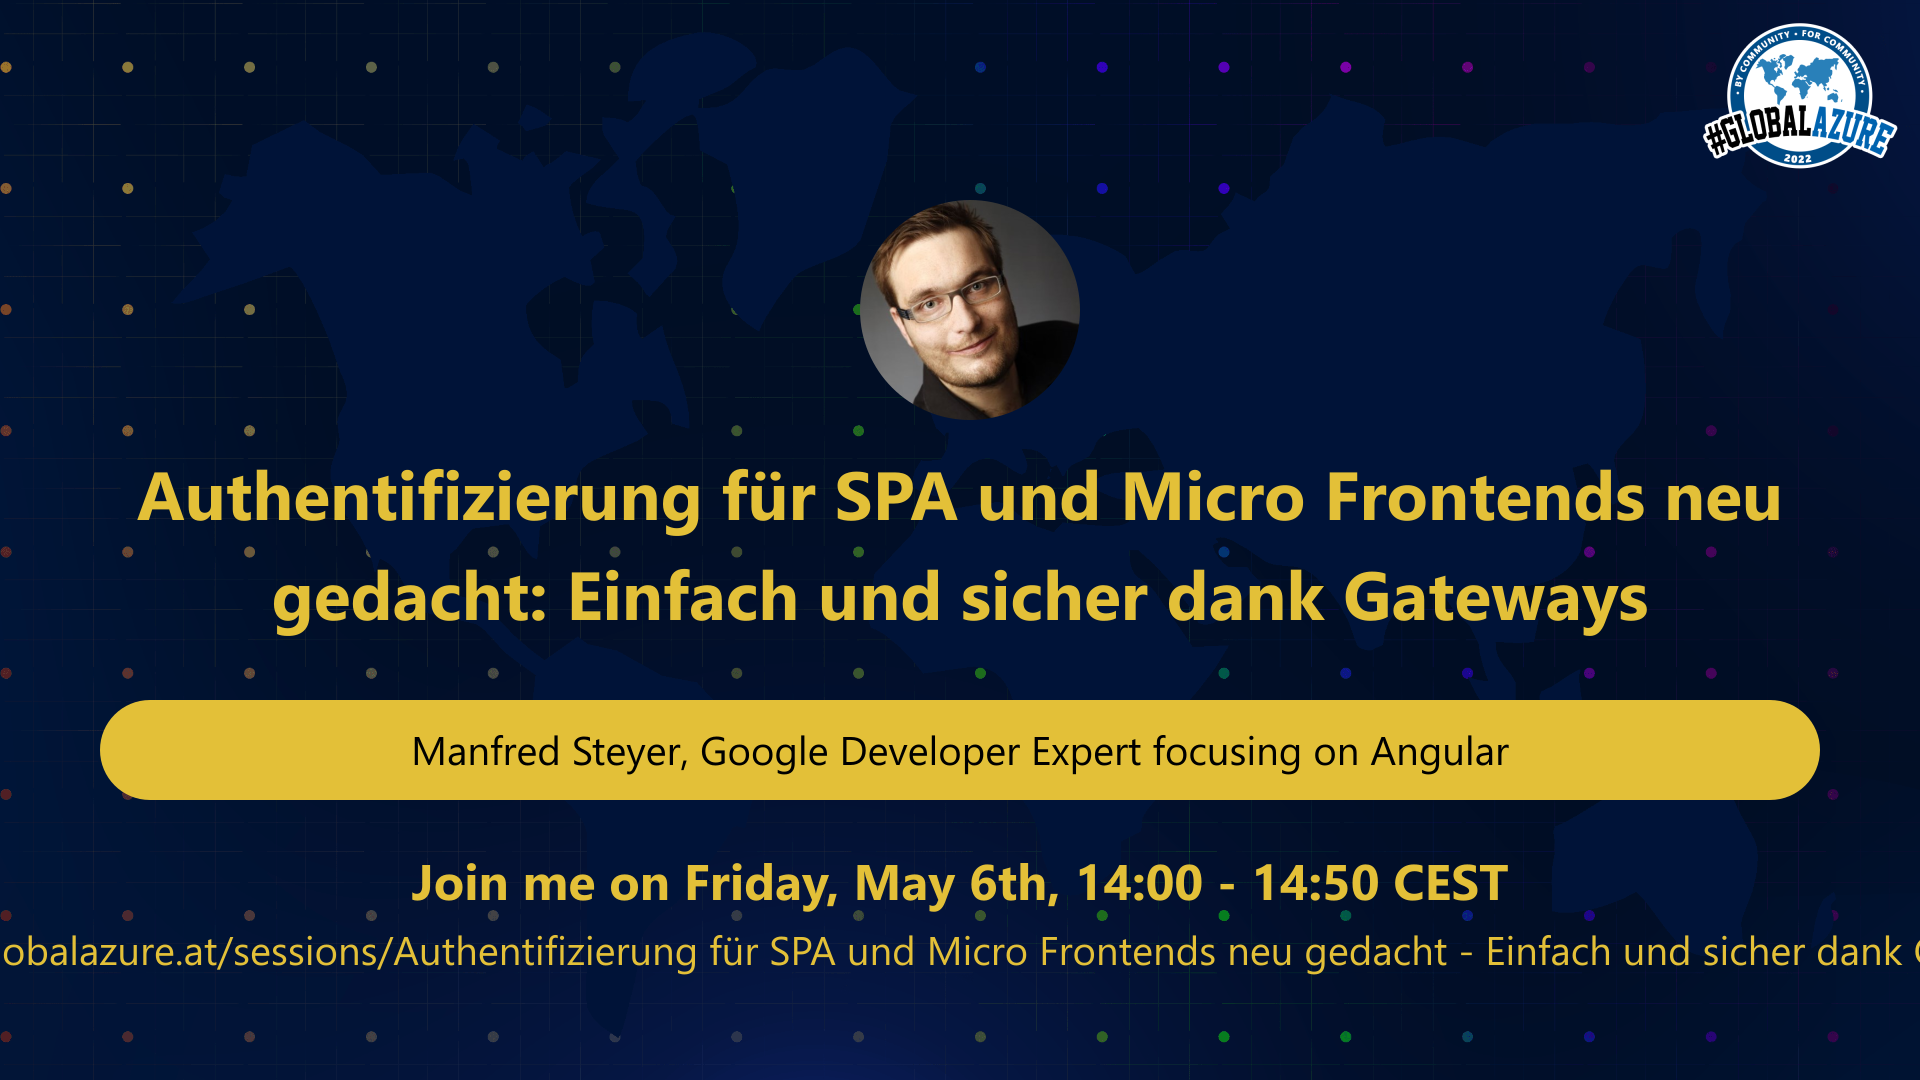 • BY COMMUNITY • FOR COMMUNITY •
#GLOBALAZURE
2022
Authentifizierung für SPA und Micro Frontends neu
gedacht: Einfach und sicher dank Gateways
Manfred Steyer, Google Developer Expert focusing on Angular
Join me on Friday, May 6th, 14:00 - 14:50 CEST
obalazure.at/sessions/Authentifizierung für SPA und Micro Frontends neu gedacht - Einfach und sicher dank